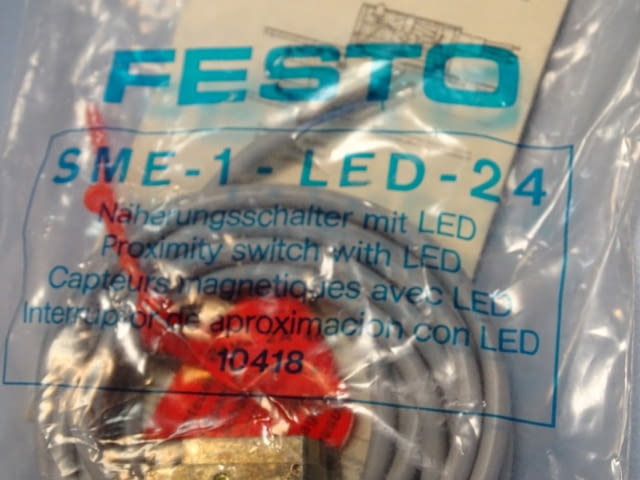 FESTO
SME-1-LED-24
Näherungsschalter mit LED
Proximity switch with LED
Capteurs magnetiques avec LED
Interruptor de aproximacion con LED
10418